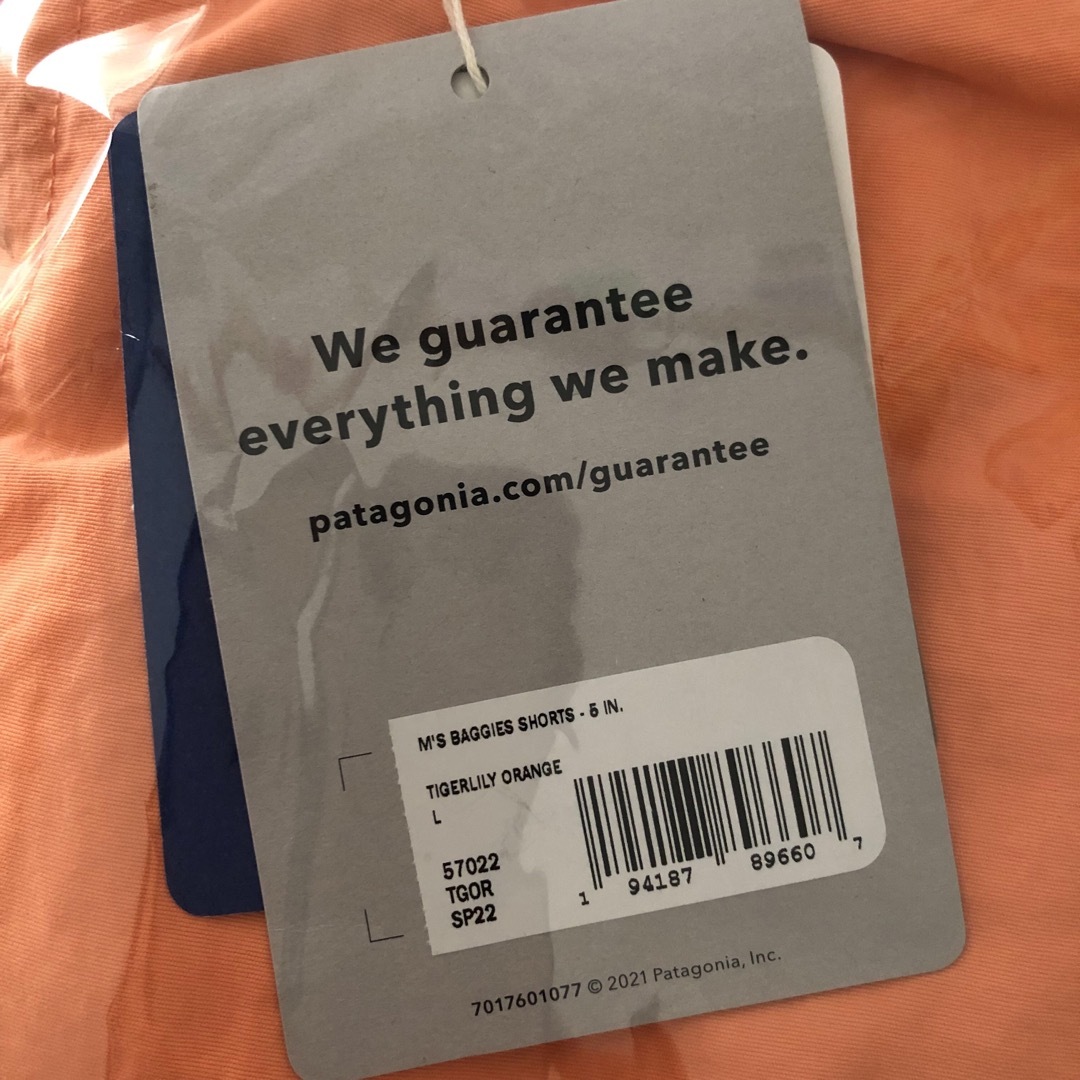 We guarantee
everything we make.
patagonia.com/guarantee
M'S BAGGIES SHORTS - 5 IN.
TIGERLILY ORANGE
L
57022
TGOR
SP22
1 94187 89660 7
7017601077 © 2021 Patagonia, Inc.